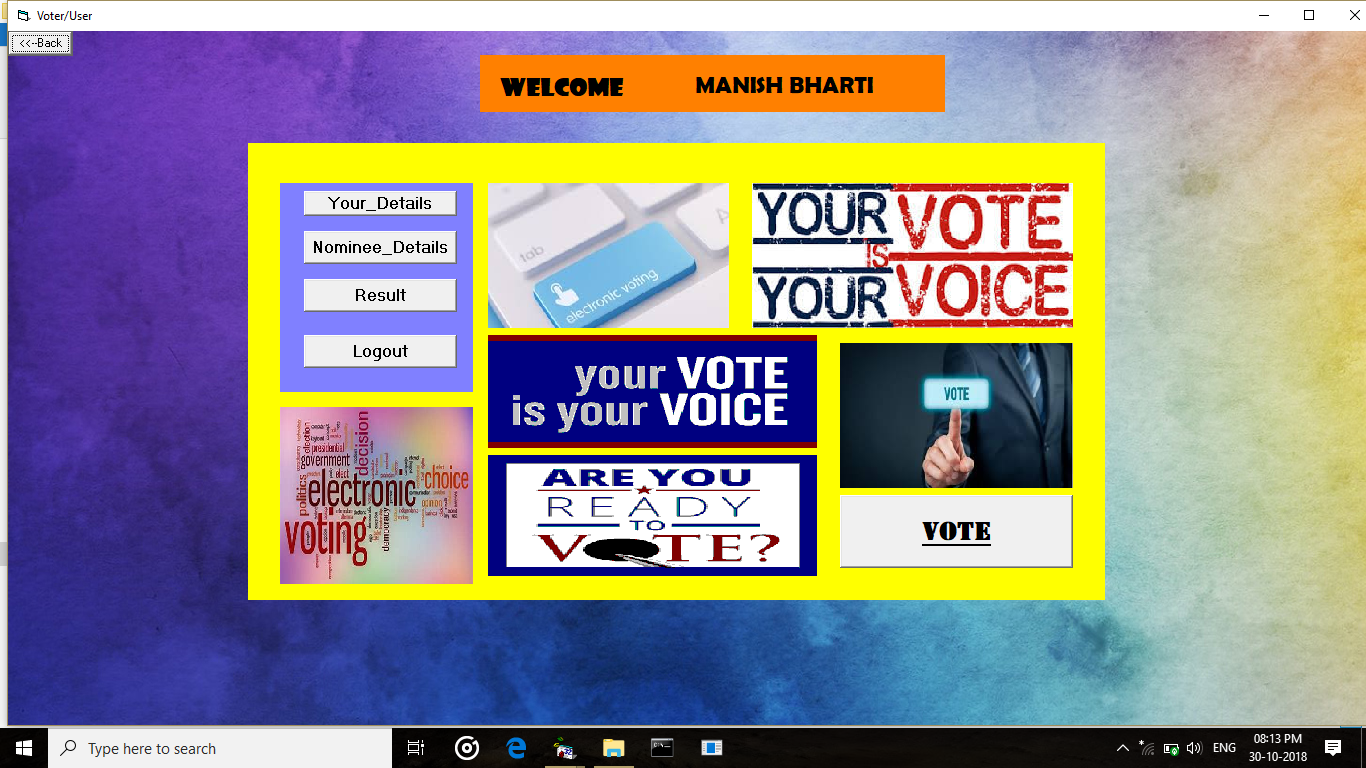 Voter/User
<<--Back
WELCOME MANISH BHARTI
Your_Details
Nominee_Details
Result
Logout
tab
electronic voting
YOUR VOTE
IS
YOUR VOICE
your VOTE
is your VOICE
VOTE
ARE YOU
READY
TO
VOTE?
VOTE
decision
election
presidential
government
politics
electronic
choice
opinion
voting
democracy
Type here to search
ENG
08:13 PM
30-10-2018